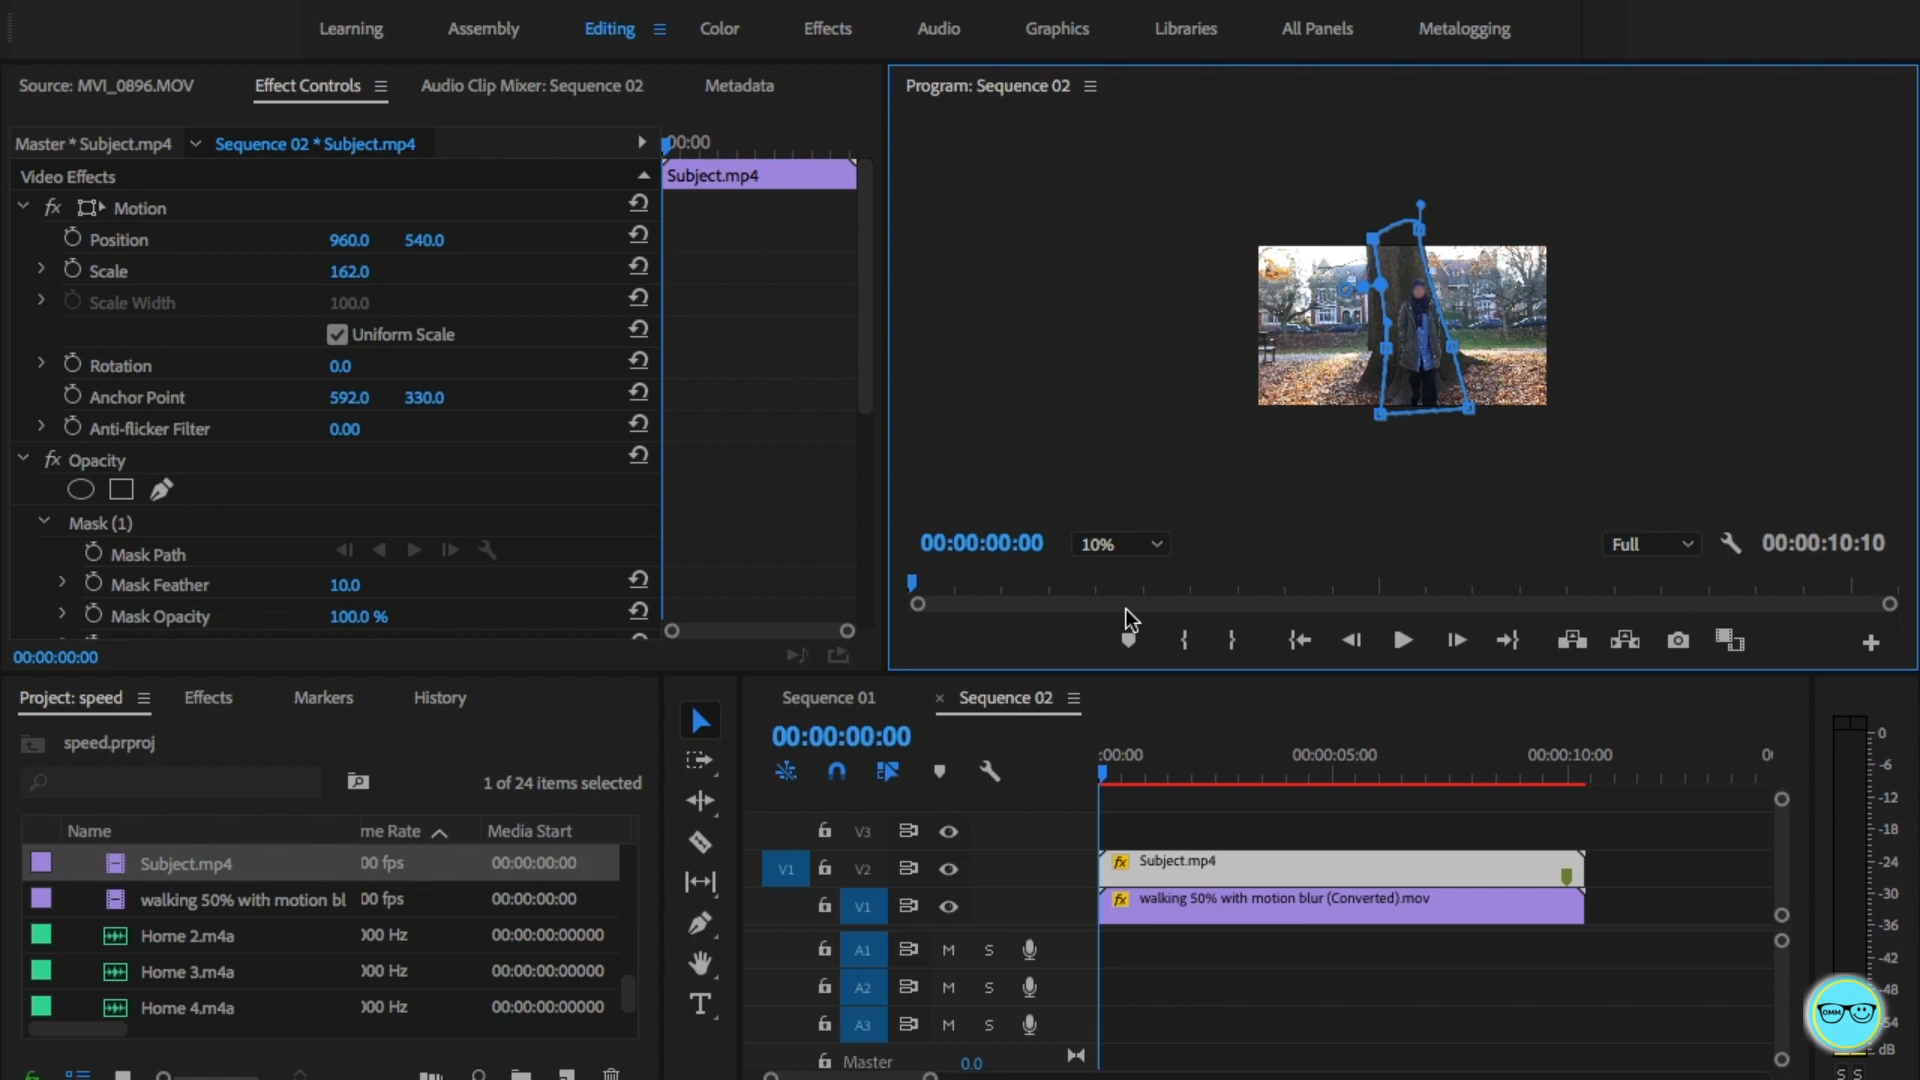 Learning Assembly Editing Color Effects Audio Graphics Libraries All Panels Metalogging
Source: MVI_0896.MOV Effect Controls Audio Clip Mixer: Sequence 02 Metadata
Program: Sequence 02
Master * Subject.mp4 Sequence 02 * Subject.mp4
00:00
Video Effects
Subject.mp4
fx Motion
Position 960.0 540.0
Scale 162.0
Scale Width 100.0
Uniform Scale
Rotation 0.0
Anchor Point 592.0 330.0
Anti-flicker Filter 0.00
fx Opacity
Mask (1)
Mask Path
Mask Feather 10.0
Mask Opacity 100.0 %
00:00:00:00
00:00:00:00 10% Full 00:00:10:10
Project: speed Effects Markers History
speed.prproj
1 of 24 items selected
Name me Rate Media Start
Subject.mp4 00 fps 00:00:00:00
walking 50% with motion bl 00 fps 00:00:00:00
Home 2.m4a 000 Hz 00:00:00:00000
Home 3.m4a 000 Hz 00:00:00:00000
Home 4.m4a 000 Hz 00:00:00:00000
Sequence 01 × Sequence 02
00:00:00:00
:00:00 00:00:05:00 00:00:10:00
V3
V1 V2 fx Subject.mp4
V1 fx walking 50% with motion blur (Converted).mov
A1 M S
A2 M S
A3 M S
Master 0.0
0
-6
-12
-18
-24
-30
-36
-42
-48
-54
dB
S S
OMM